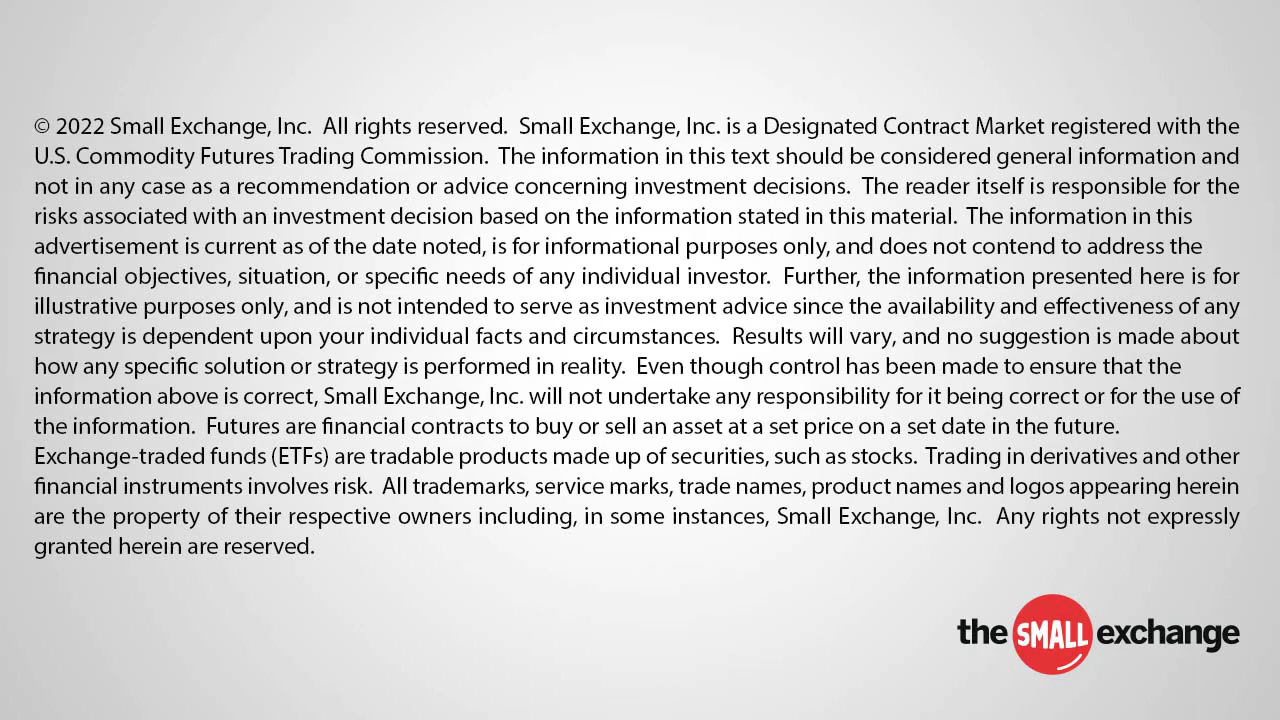 © 2022 Small Exchange, Inc.  All rights reserved.  Small Exchange, Inc. is a Designated Contract Market registered with the
U.S. Commodity Futures Trading Commission.  The information in this text should be considered general information and
not in any case as a recommendation or advice concerning investment decisions.  The reader itself is responsible for the
risks associated with an investment decision based on the information stated in this material.  The information in this
advertisement is current as of the date noted, is for informational purposes only, and does not contend to address the
financial objectives, situation, or specific needs of any individual investor.  Further, the information presented here is for
illustrative purposes only, and is not intended to serve as investment advice since the availability and effectiveness of any
strategy is dependent upon your individual facts and circumstances.  Results will vary, and no suggestion is made about
how any specific solution or strategy is performed in reality.  Even though control has been made to ensure that the
information above is correct, Small Exchange, Inc. will not undertake any responsibility for it being correct or for the use of
the information.  Futures are financial contracts to buy or sell an asset at a set price on a set date in the future.
Exchange-traded funds (ETFs) are tradable products made up of securities, such as stocks.  Trading in derivatives and other
financial instruments involves risk.  All trademarks, service marks, trade names, product names and logos appearing herein
are the property of their respective owners including, in some instances, Small Exchange, Inc.  Any rights not expressly
granted herein are reserved.
the SMALL exchange